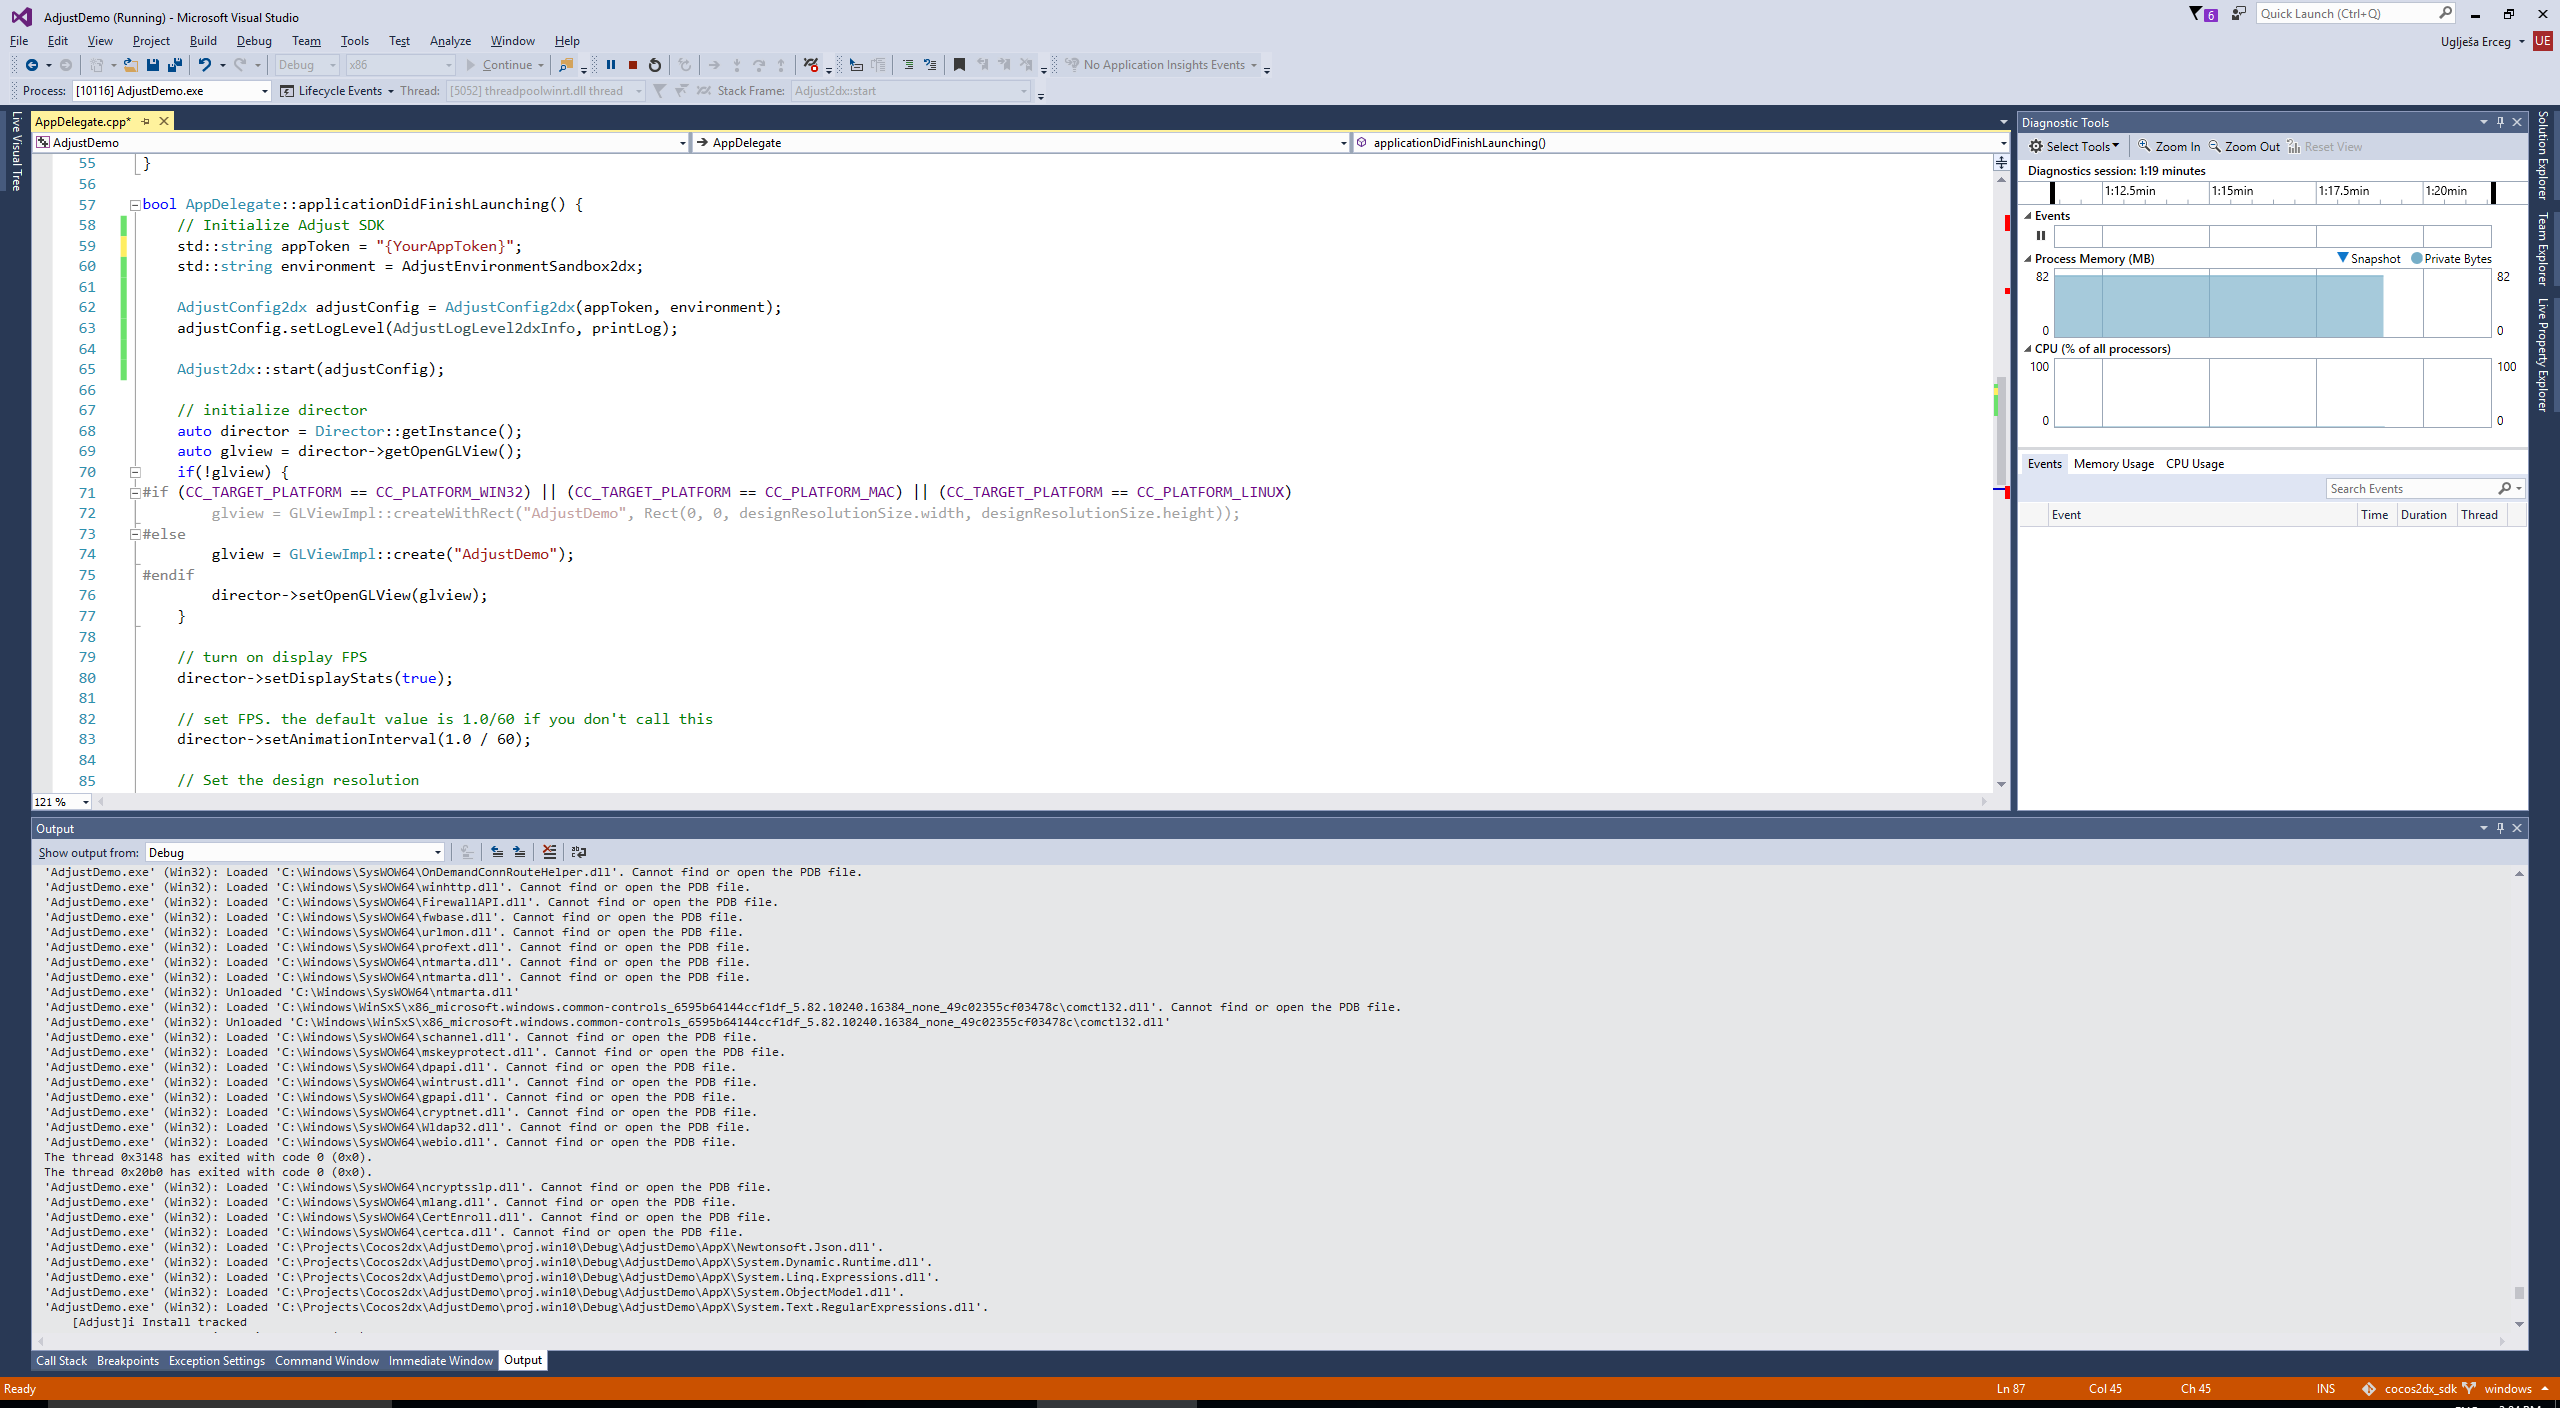 AdjustDemo (Running) - Microsoft Visual Studio
6
Quick Launch (Ctrl+Q)
File Edit View Project Build Debug Team Tools Test Analyze Window Help
Uglješa Erceg UE
Debug x86 Continue No Application Insights Events
Process: [10116] AdjustDemo.exe Lifecycle Events Thread: [5052] threadpoolwinrt.dll thread Stack Frame: Adjust2dx::start
Live Visual Tree
AppDelegate.cpp*
AdjustDemo AppDelegate applicationDidFinishLaunching()
55 }
56
57 bool AppDelegate::applicationDidFinishLaunching() {
58 // Initialize Adjust SDK
59 std::string appToken = "{YourAppToken}";
60 std::string environment = AdjustEnvironmentSandbox2dx;
61
62 AdjustConfig2dx adjustConfig = AdjustConfig2dx(appToken, environment);
63 adjustConfig.setLogLevel(AdjustLogLevel2dxInfo, printLog);
64
65 Adjust2dx::start(adjustConfig);
66
67 // initialize director
68 auto director = Director::getInstance();
69 auto glview = director->getOpenGLView();
70 if(!glview) {
71 #if (CC_TARGET_PLATFORM == CC_PLATFORM_WIN32) || (CC_TARGET_PLATFORM == CC_PLATFORM_MAC) || (CC_TARGET_PLATFORM == CC_PLATFORM_LINUX)
72 glview = GLViewImpl::createWithRect("AdjustDemo", Rect(0, 0, designResolutionSize.width, designResolutionSize.height));
73 #else
74 glview = GLViewImpl::create("AdjustDemo");
75 #endif
76 director->setOpenGLView(glview);
77 }
78
79 // turn on display FPS
80 director->setDisplayStats(true);
81
82 // set FPS. the default value is 1.0/60 if you don't call this
83 director->setAnimationInterval(1.0 / 60);
84
85 // Set the design resolution
121 %
Diagnostic Tools
Select Tools Zoom In Zoom Out Reset View
Diagnostics session: 1:19 minutes
1:12.5min 1:15min 1:17.5min 1:20min
Events
Process Memory (MB) Snapshot Private Bytes
82 82
0 0
CPU (% of all processors)
100 100
0 0
Events Memory Usage CPU Usage
Search Events
Event Time Duration Thread
Solution Explorer
Team Explorer
Live Property Explorer
Output
Show output from: Debug
'AdjustDemo.exe' (Win32): Loaded 'C:\Windows\SysWOW64\OnDemandConnRouteHelper.dll'. Cannot find or open the PDB file.
'AdjustDemo.exe' (Win32): Loaded 'C:\Windows\SysWOW64\winhttp.dll'. Cannot find or open the PDB file.
'AdjustDemo.exe' (Win32): Loaded 'C:\Windows\SysWOW64\FirewallAPI.dll'. Cannot find or open the PDB file.
'AdjustDemo.exe' (Win32): Loaded 'C:\Windows\SysWOW64\fwbase.dll'. Cannot find or open the PDB file.
'AdjustDemo.exe' (Win32): Loaded 'C:\Windows\SysWOW64\urlmon.dll'. Cannot find or open the PDB file.
'AdjustDemo.exe' (Win32): Loaded 'C:\Windows\SysWOW64\profext.dll'. Cannot find or open the PDB file.
'AdjustDemo.exe' (Win32): Loaded 'C:\Windows\SysWOW64\ntmarta.dll'. Cannot find or open the PDB file.
'AdjustDemo.exe' (Win32): Loaded 'C:\Windows\SysWOW64\ntmarta.dll'. Cannot find or open the PDB file.
'AdjustDemo.exe' (Win32): Unloaded 'C:\Windows\SysWOW64\ntmarta.dll'
'AdjustDemo.exe' (Win32): Loaded 'C:\Windows\WinSxS\x86_microsoft.windows.common-controls_6595b64144ccf1df_5.82.10240.16384_none_49c02355cf03478c\comctl32.dll'. Cannot find or open the PDB file.
'AdjustDemo.exe' (Win32): Unloaded 'C:\Windows\WinSxS\x86_microsoft.windows.common-controls_6595b64144ccf1df_5.82.10240.16384_none_49c02355cf03478c\comctl32.dll'
'AdjustDemo.exe' (Win32): Loaded 'C:\Windows\SysWOW64\schannel.dll'. Cannot find or open the PDB file.
'AdjustDemo.exe' (Win32): Loaded 'C:\Windows\SysWOW64\mskeyprotect.dll'. Cannot find or open the PDB file.
'AdjustDemo.exe' (Win32): Loaded 'C:\Windows\SysWOW64\dpapi.dll'. Cannot find or open the PDB file.
'AdjustDemo.exe' (Win32): Loaded 'C:\Windows\SysWOW64\wintrust.dll'. Cannot find or open the PDB file.
'AdjustDemo.exe' (Win32): Loaded 'C:\Windows\SysWOW64\gpapi.dll'. Cannot find or open the PDB file.
'AdjustDemo.exe' (Win32): Loaded 'C:\Windows\SysWOW64\cryptnet.dll'. Cannot find or open the PDB file.
'AdjustDemo.exe' (Win32): Loaded 'C:\Windows\SysWOW64\Wldap32.dll'. Cannot find or open the PDB file.
'AdjustDemo.exe' (Win32): Loaded 'C:\Windows\SysWOW64\webio.dll'. Cannot find or open the PDB file.
The thread 0x3148 has exited with code 0 (0x0).
The thread 0x20b0 has exited with code 0 (0x0).
'AdjustDemo.exe' (Win32): Loaded 'C:\Windows\SysWOW64\ncryptsslp.dll'. Cannot find or open the PDB file.
'AdjustDemo.exe' (Win32): Loaded 'C:\Windows\SysWOW64\mlang.dll'. Cannot find or open the PDB file.
'AdjustDemo.exe' (Win32): Loaded 'C:\Windows\SysWOW64\CertEnroll.dll'. Cannot find or open the PDB file.
'AdjustDemo.exe' (Win32): Loaded 'C:\Windows\SysWOW64\certca.dll'. Cannot find or open the PDB file.
'AdjustDemo.exe' (Win32): Loaded 'C:\Projects\Cocos2dx\AdjustDemo\proj.win10\Debug\AdjustDemo\AppX\Newtonsoft.Json.dll'.
'AdjustDemo.exe' (Win32): Loaded 'C:\Projects\Cocos2dx\AdjustDemo\proj.win10\Debug\AdjustDemo\AppX\System.Dynamic.Runtime.dll'.
'AdjustDemo.exe' (Win32): Loaded 'C:\Projects\Cocos2dx\AdjustDemo\proj.win10\Debug\AdjustDemo\AppX\System.Linq.Expressions.dll'.
'AdjustDemo.exe' (Win32): Loaded 'C:\Projects\Cocos2dx\AdjustDemo\proj.win10\Debug\AdjustDemo\AppX\System.ObjectModel.dll'.
'AdjustDemo.exe' (Win32): Loaded 'C:\Projects\Cocos2dx\AdjustDemo\proj.win10\Debug\AdjustDemo\AppX\System.Text.RegularExpressions.dll'.
[Adjust]i Install tracked
Call Stack Breakpoints Exception Settings Command Window Immediate Window Output
Ready Ln 87 Col 45 Ch 45 INS cocos2dx_sdk windows